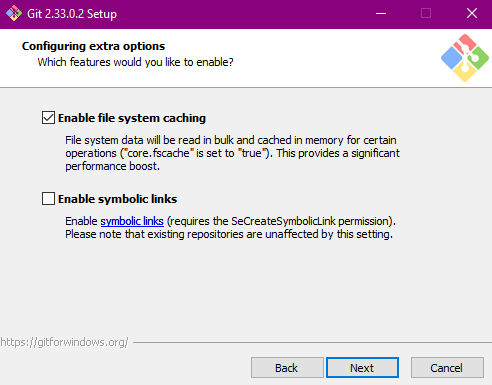 Git 2.33.0.2 Setup
Configuring extra options
Which features would you like to enable?
Enable file system caching
File system data will be read in bulk and cached in memory for certain
operations ("core.fscache" is set to "true"). This provides a significant
performance boost.
Enable symbolic links
Enable symbolic links (requires the SeCreateSymbolicLink permission).
Please note that existing repositories are unaffected by this setting.
https://gitforwindows.org/
Back
Next
Cancel